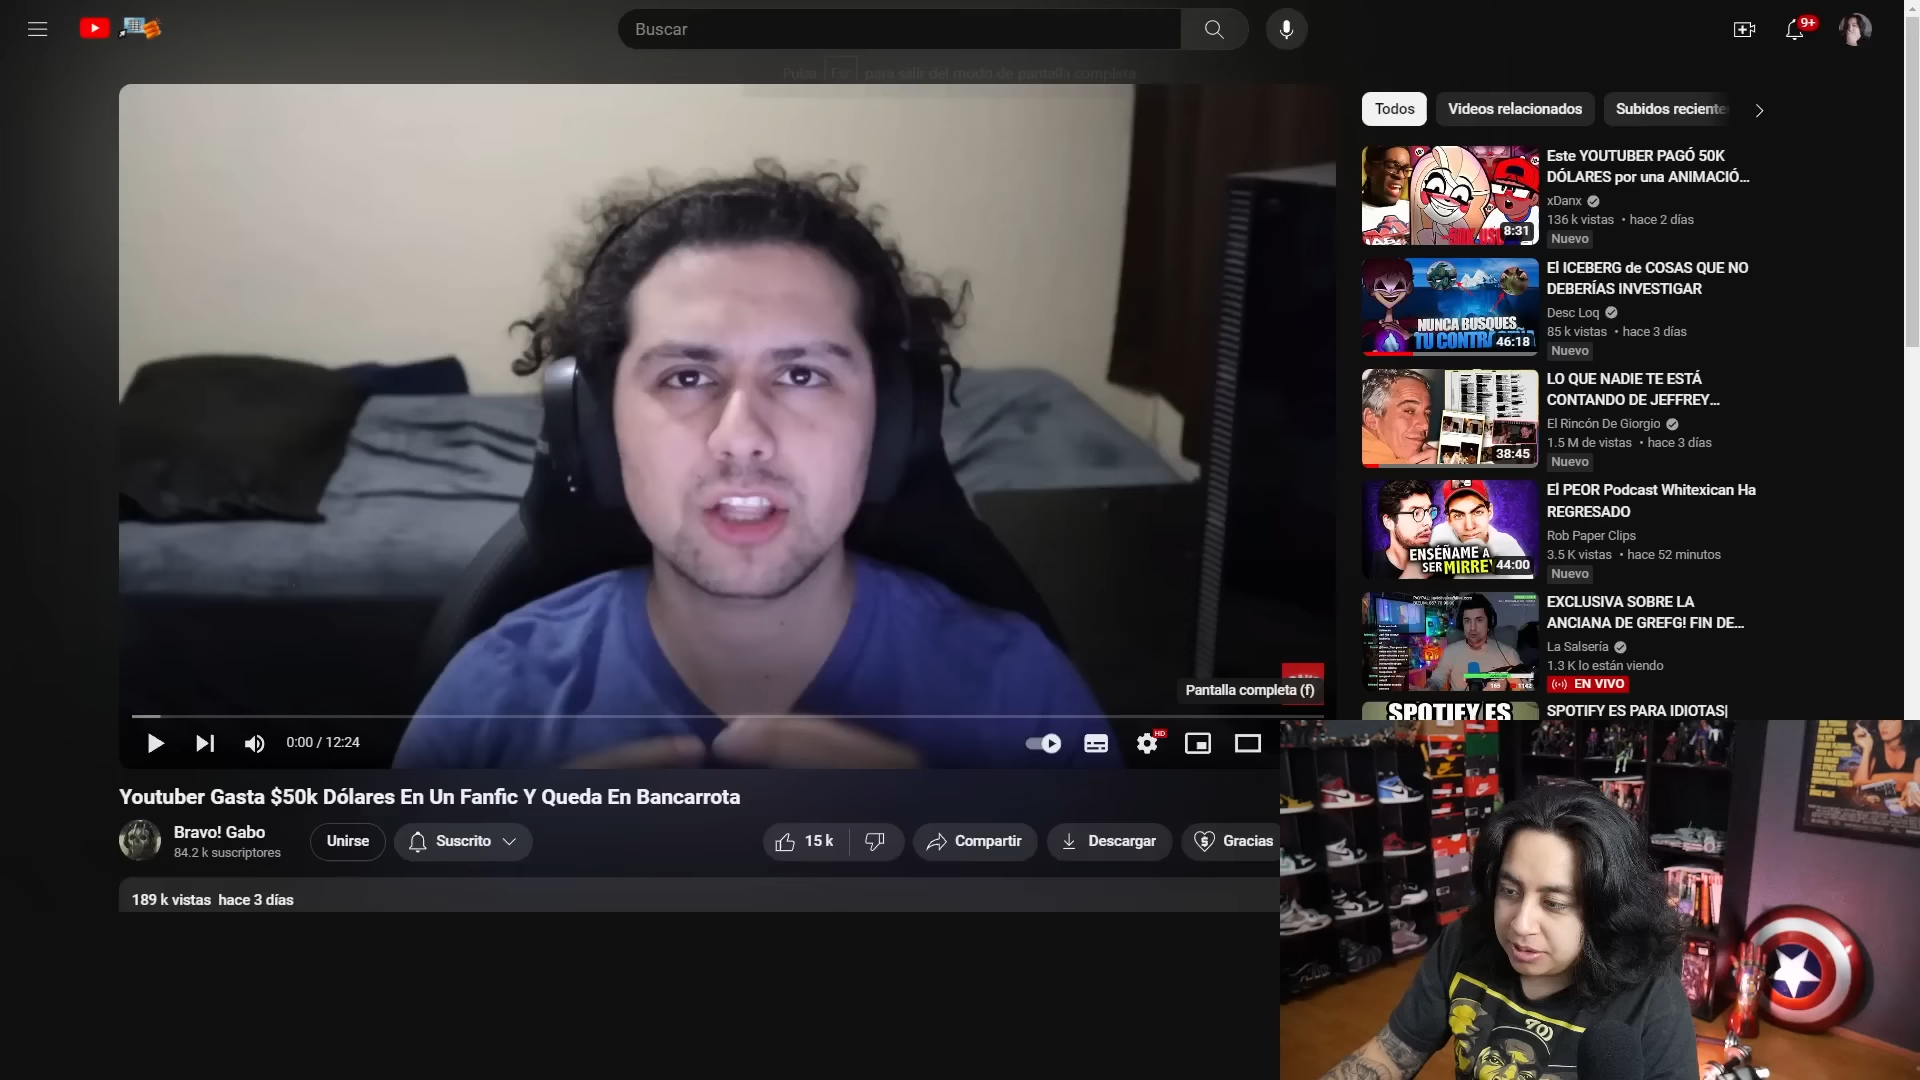 Buscar
9+
Pulsa Esc para salir del modo de pantalla completa
Todos
Videos relacionados
Subidos reciente
Este YOUTUBER PAGÓ 50K
DÓLARES por una ANIMACIÓ...
xDanx
136 k vistas • hace 2 días
Nuevo
8:31
El ICEBERG de COSAS QUE NO
DEBERÍAS INVESTIGAR
Desc Loq
85 k vistas • hace 3 días
Nuevo
NUNCA BUSQUES
TU CONTR
46:18
LO QUE NADIE TE ESTÁ
CONTANDO DE JEFFREY...
El Rincón De Giorgio
1.5 M de vistas • hace 3 días
Nuevo
38:45
El PEOR Podcast Whitexican Ha
REGRESADO
Rob Paper Clips
3.5 K vistas • hace 52 minutos
Nuevo
ENSÉÑAME A
SER MIRREY
44:00
EXCLUSIVA SOBRE LA
ANCIANA DE GREFG! FIN DE...
La Salsería
1.3 K lo están viendo
EN VIVO
SPOTIFY ES
SPOTIFY ES PARA IDIOTAS|
Pantalla completa (f)
0:00 / 12:24
HD
Youtuber Gasta $50k Dólares En Un Fanfic Y Queda En Bancarrota
Bravo! Gabo
84.2 k suscriptores
Unirse
Suscrito
15 k
Compartir
Descargar
Gracias
189 k vistas hace 3 días